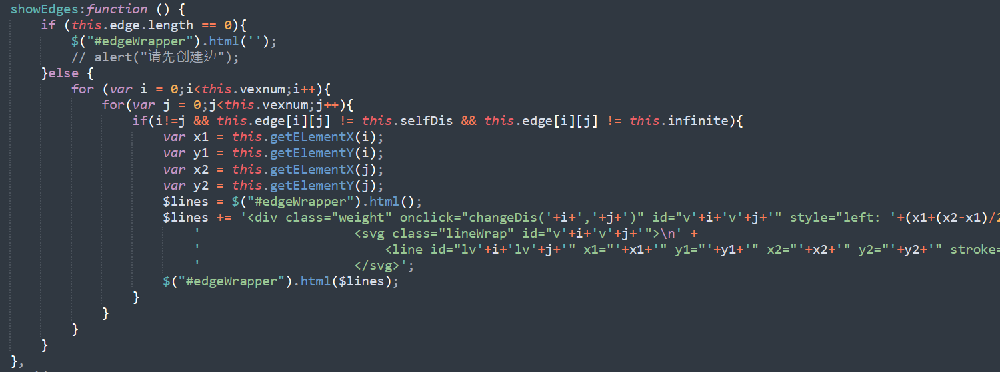 showEdges:function () {
    if (this.edge.length == 0){
        $("#edgeWrapper").html('');
        // alert("请先创建边");
    }else {
        for (var i = 0;i<this.vexnum;i++){
            for(var j = 0;j<this.vexnum;j++){
                if(i!=j && this.edge[i][j] != this.selfDis && this.edge[i][j] != this.infinite){
                    var x1 = this.getELementX(i);
                    var y1 = this.getElementY(i);
                    var x2 = this.getELementX(j);
                    var y2 = this.getElementY(j);
                    $lines = $("#edgeWrapper").html();
                    $lines += '<div class="weight" onclick="changeDis('+i+','+j+')" id="v'+i+'v'+j+'" style="left: '+(x1+(x2-x1)/2
                        '                    <svg class="lineWrap" id="v'+i+'v'+j+'">\n' +
                        '                        <line id="lv'+i+'lv'+j+'" x1="'+x1+'" y1="'+y1+'" x2="'+x2+'" y2="'+y2+'" stroke=
                        '                    </svg>';
                    $("#edgeWrapper").html($lines);
                }
            }
        }
    }
},